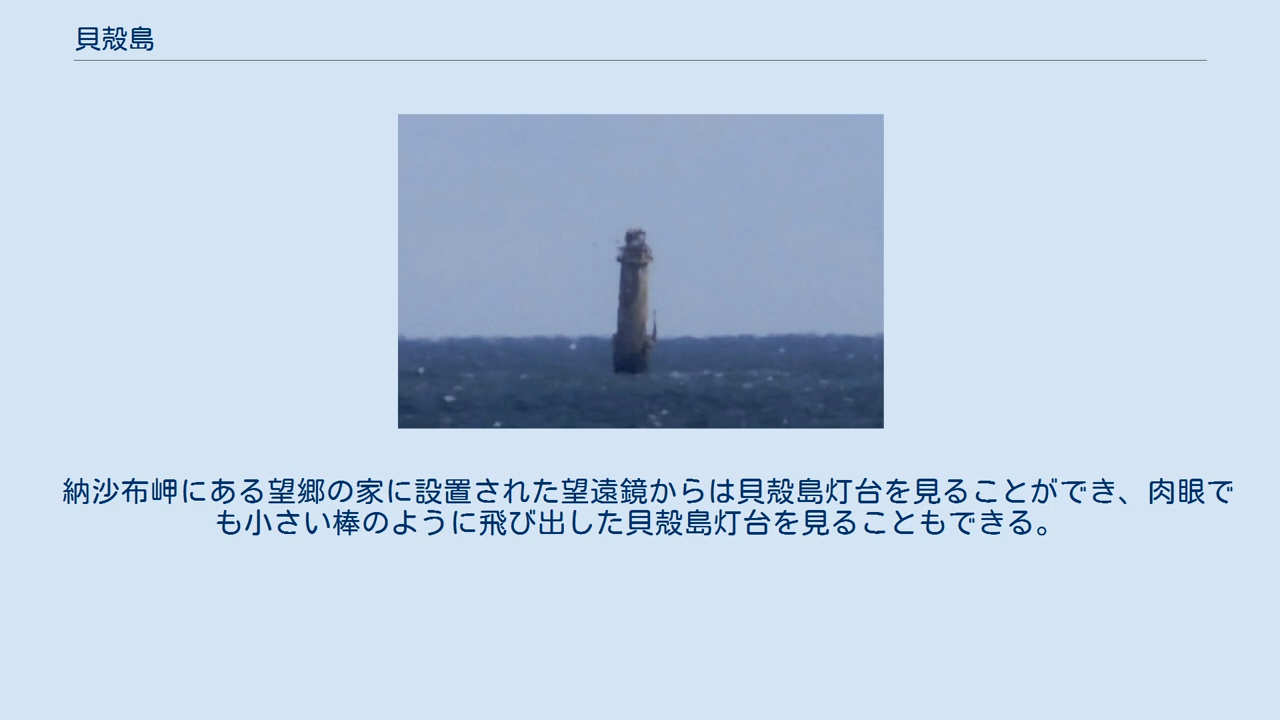 貝殻島
納沙布岬にある望郷の家に設置された望遠鏡からは貝殻島灯台を見ることができ、肉眼で
も小さい棒のように飛び出した貝殻島灯台を見ることもできる。